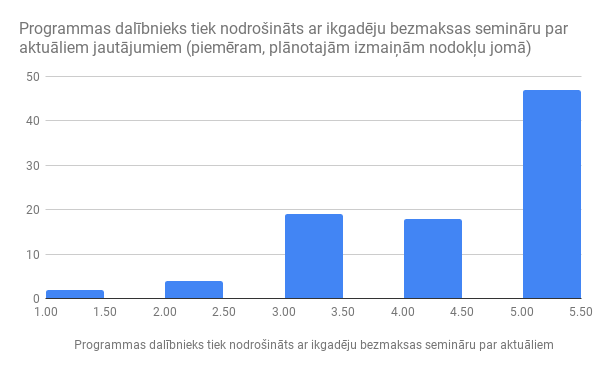 Programmas dalībnieks tiek nodrošināts ar ikgadēju bezmaksas semināru par
aktuāliem jautājumiem (piemēram, plānotajām izmaiņām nodokļu jomā)
50
40
30
20
10
0
1.00 1.50 2.00 2.50 3.00 3.50 4.00 4.50 5.00 5.50
Programmas dalībnieks tiek nodrošināts ar ikgadēju bezmaksas semināru par aktuāliem